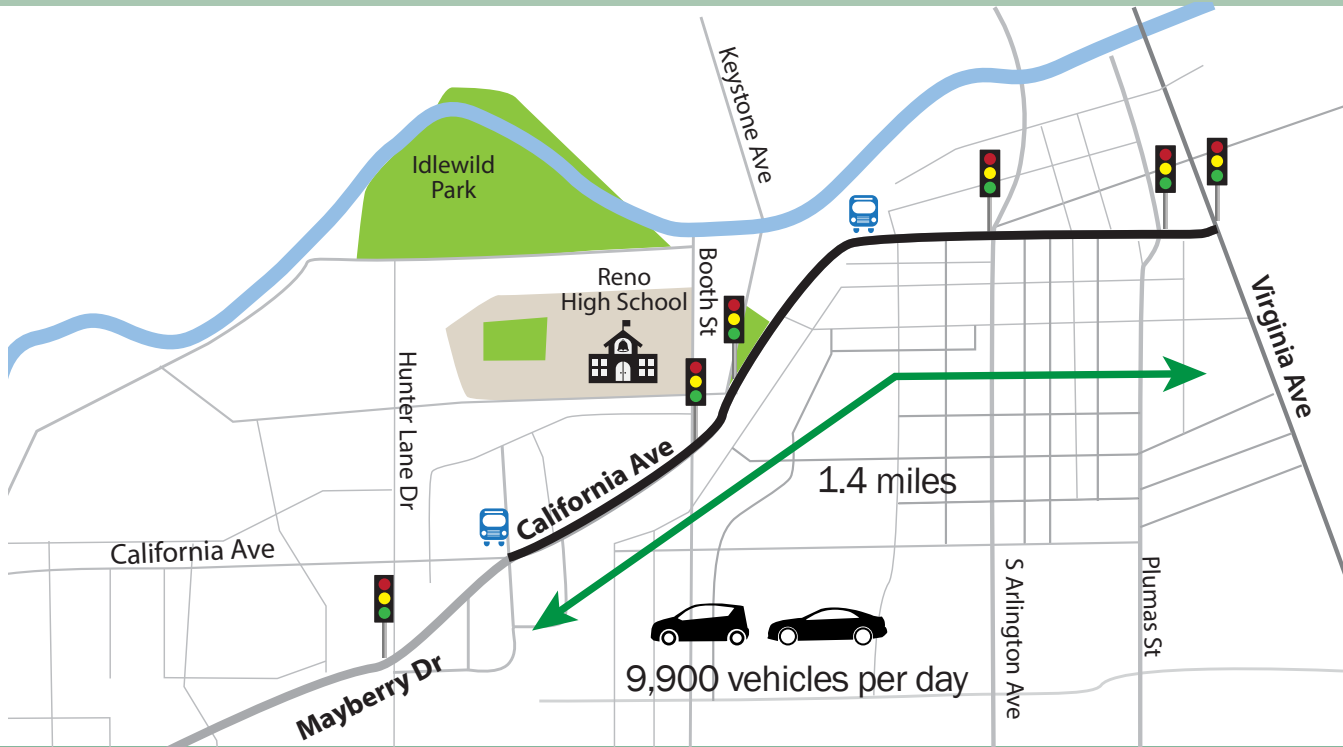 Keystone Ave
Idlewild
Park
Reno
High School
Booth St
Virginia Ave
Hunter Lane Dr
California Ave
1.4 miles
California Ave
S Arlington Ave
Plumas St
Mayberry Dr
9,900 vehicles per day